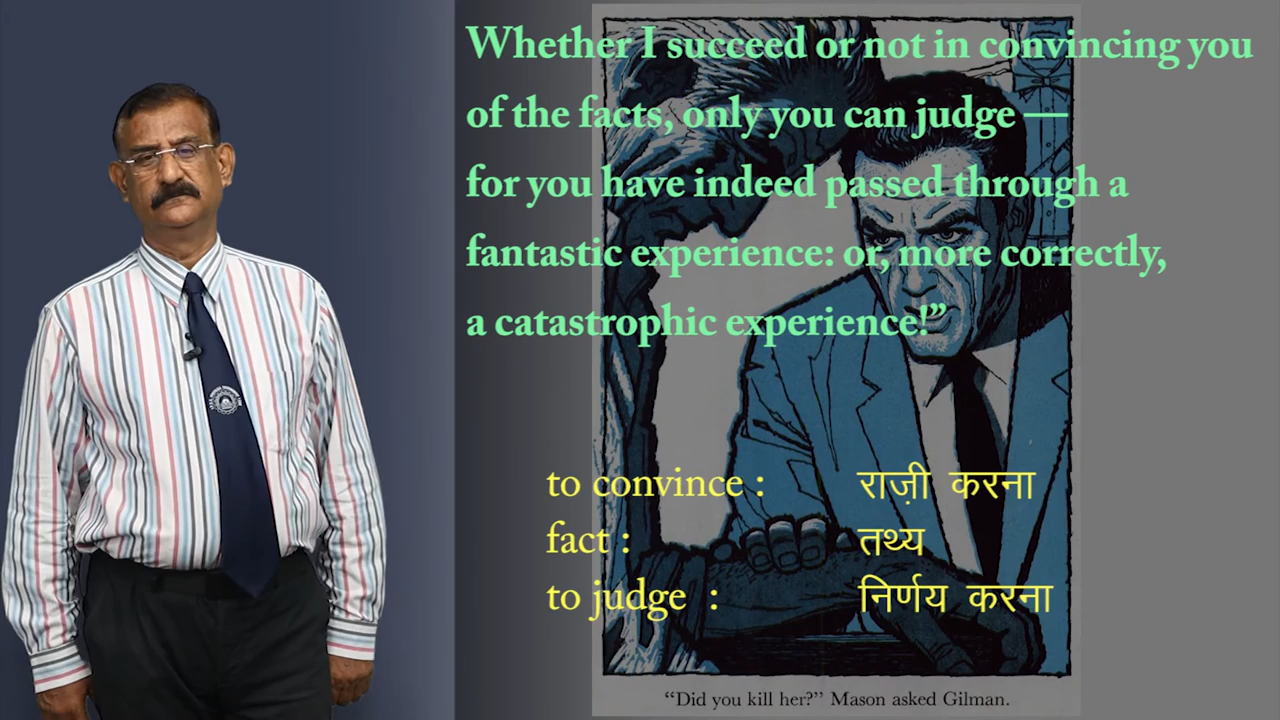 Whether I succeed or not in convincing you
of the facts, only you can judge —
for you have indeed passed through a
fantastic experience: or, more correctly,
a catastrophic experience!”
to convince : राज़ी करना
fact : तथ्य
to judge : निर्णय करना
“Did you kill her?” Mason asked Gilman.